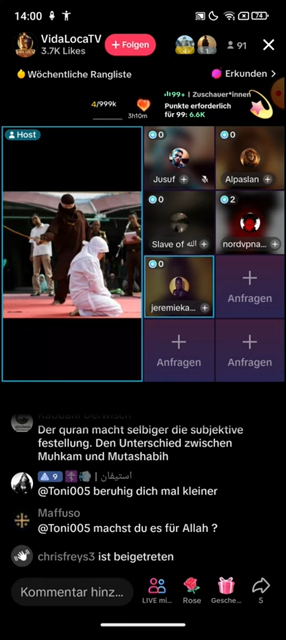 14:00
74
VidaLocaTV
3.7K Likes
+ Folgen
91
Wöchentliche Rangliste
Erkunden >
4/999k
3h10m
99+ | Zuschauer*innen
Punkte erforderlich
für 99: 6.6K
Host
0
0
Jusuf
Alpaslan
0
2
Slave of الله
nordvpna...
0
jeremieka...
Anfragen
Anfragen
Anfragen
Der quran macht selbiger die subjektive
festellung. Den Unterschied zwischen
Muhkam und Mutashabih
9 | استيفان
@Toni005 beruhig dich mal kleiner
Maffuso
@Toni005 machst du es für Allah ?
chrisfreys3 ist beigetreten
Kommentar hinz...
LIVE mi...
Rose
Gesche...
5